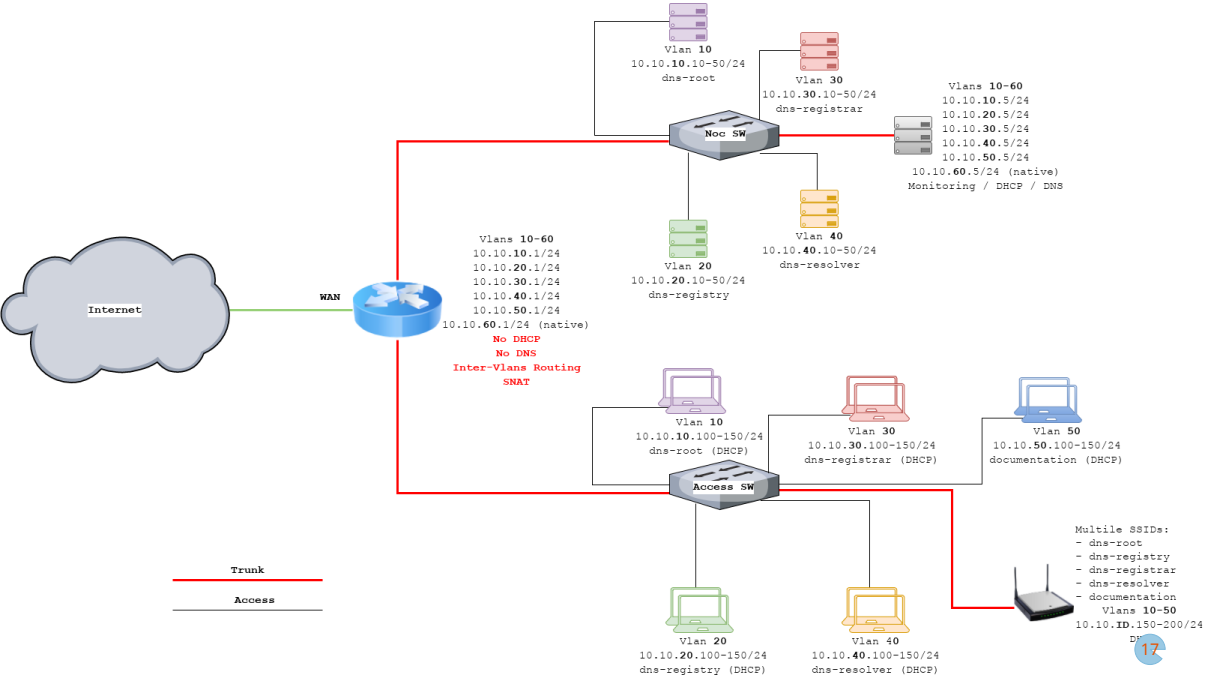 Vlan 10
10.10.10.10-50/24
dns-root
Vlan 30
10.10.30.10-50/24
dns-registrar
Noc SW
Vlans 10-60
10.10.10.5/24
10.10.20.5/24
10.10.30.5/24
10.10.40.5/24
10.10.50.5/24
10.10.60.5/24 (native)
Monitoring / DHCP / DNS
Vlan 40
10.10.40.10-50/24
dns-resolver
Vlan 20
10.10.20.10-50/24
dns-registry
Internet
WAN
Vlans 10-60
10.10.10.1/24
10.10.20.1/24
10.10.30.1/24
10.10.40.1/24
10.10.50.1/24
10.10.60.1/24 (native)
No DHCP
No DNS
Inter-Vlans Routing
SNAT
Vlan 10
10.10.10.100-150/24
dns-root (DHCP)
Vlan 30
10.10.30.100-150/24
dns-registrar (DHCP)
Vlan 50
10.10.50.100-150/24
documentation (DHCP)
Access SW
Multile SSIDs:
- dns-root
- dns-registry
- dns-registrar
- dns-resolver
- documentation
Vlans 10-50
10.10.ID.150-200/24
17
Vlan 20
10.10.20.100-150/24
dns-registry (DHCP)
Vlan 40
10.10.40.100-150/24
dns-resolver (DHCP)
Trunk
Access